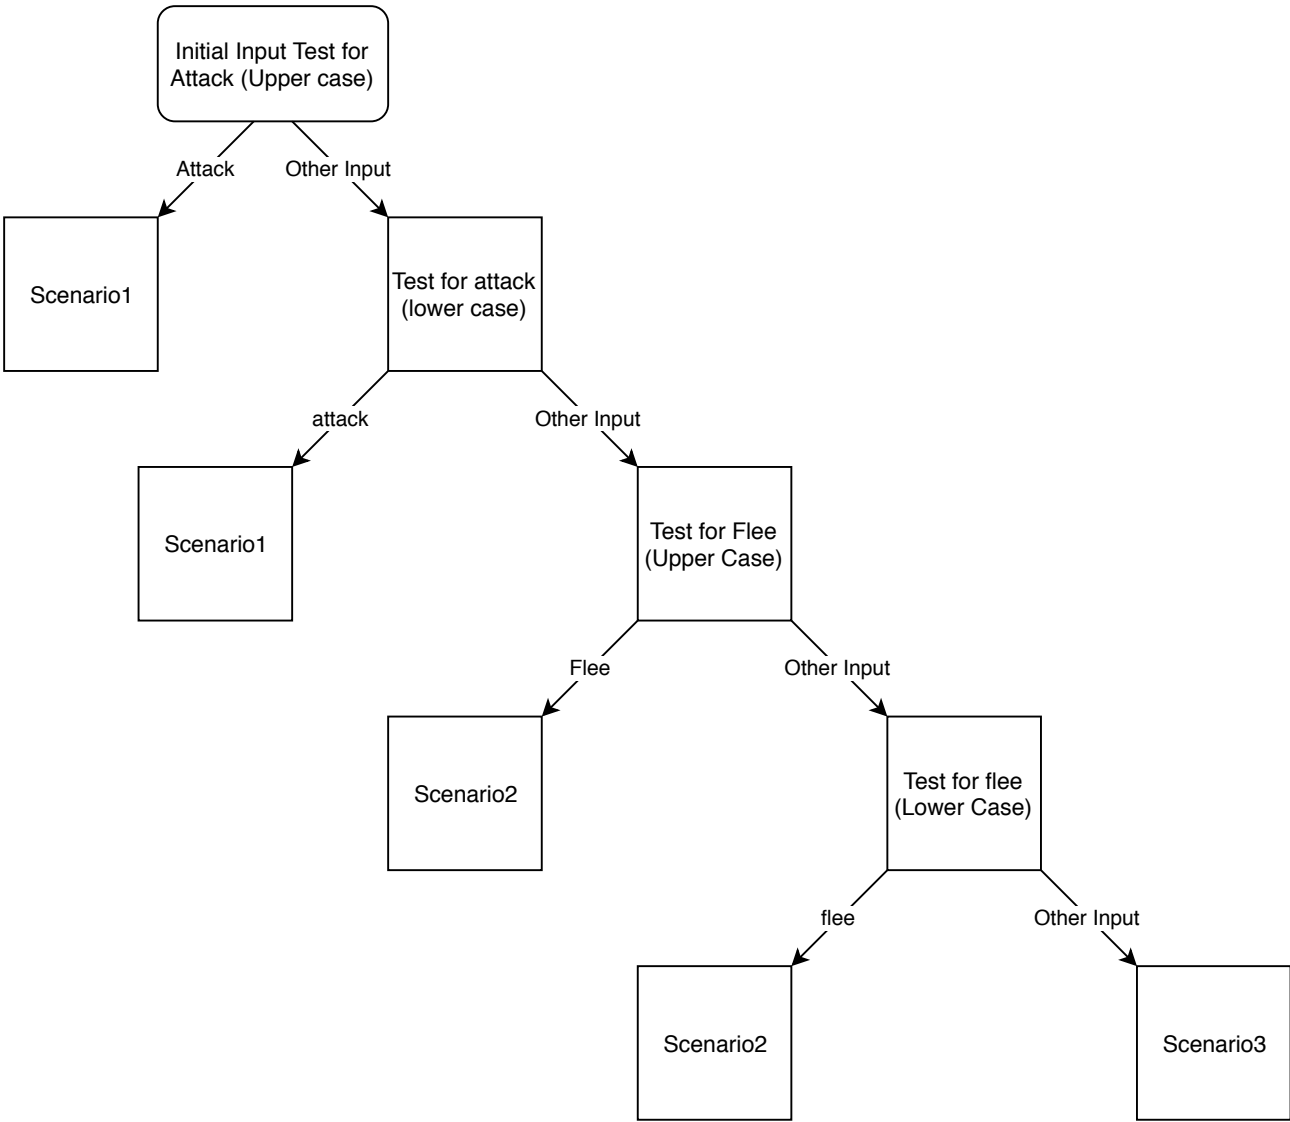 Initial Input Test for
Attack (Upper case)
Attack
Other Input
Scenario1
Test for attack
(lower case)
attack
Other Input
Scenario1
Test for Flee
(Upper Case)
Flee
Other Input
Scenario2
Test for flee
(Lower Case)
flee
Other Input
Scenario2
Scenario3